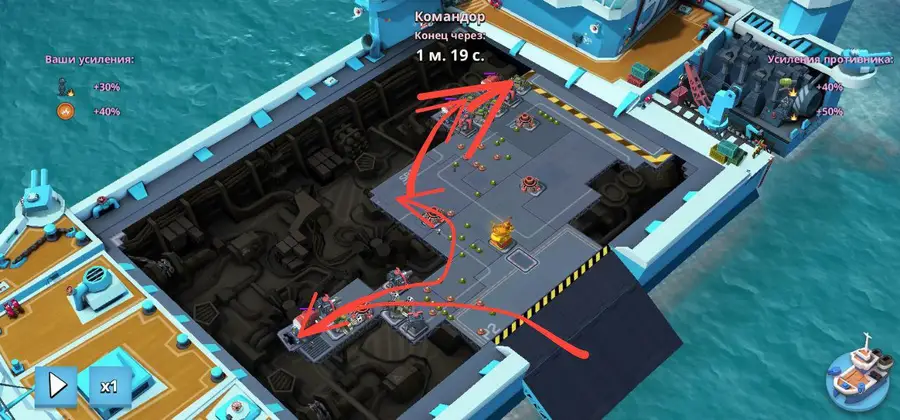 Командор
Конец через:
1 м. 19 с.
Ваши усиления:
+30%
+40%
Усиления противника:
+40%
+50%
x1